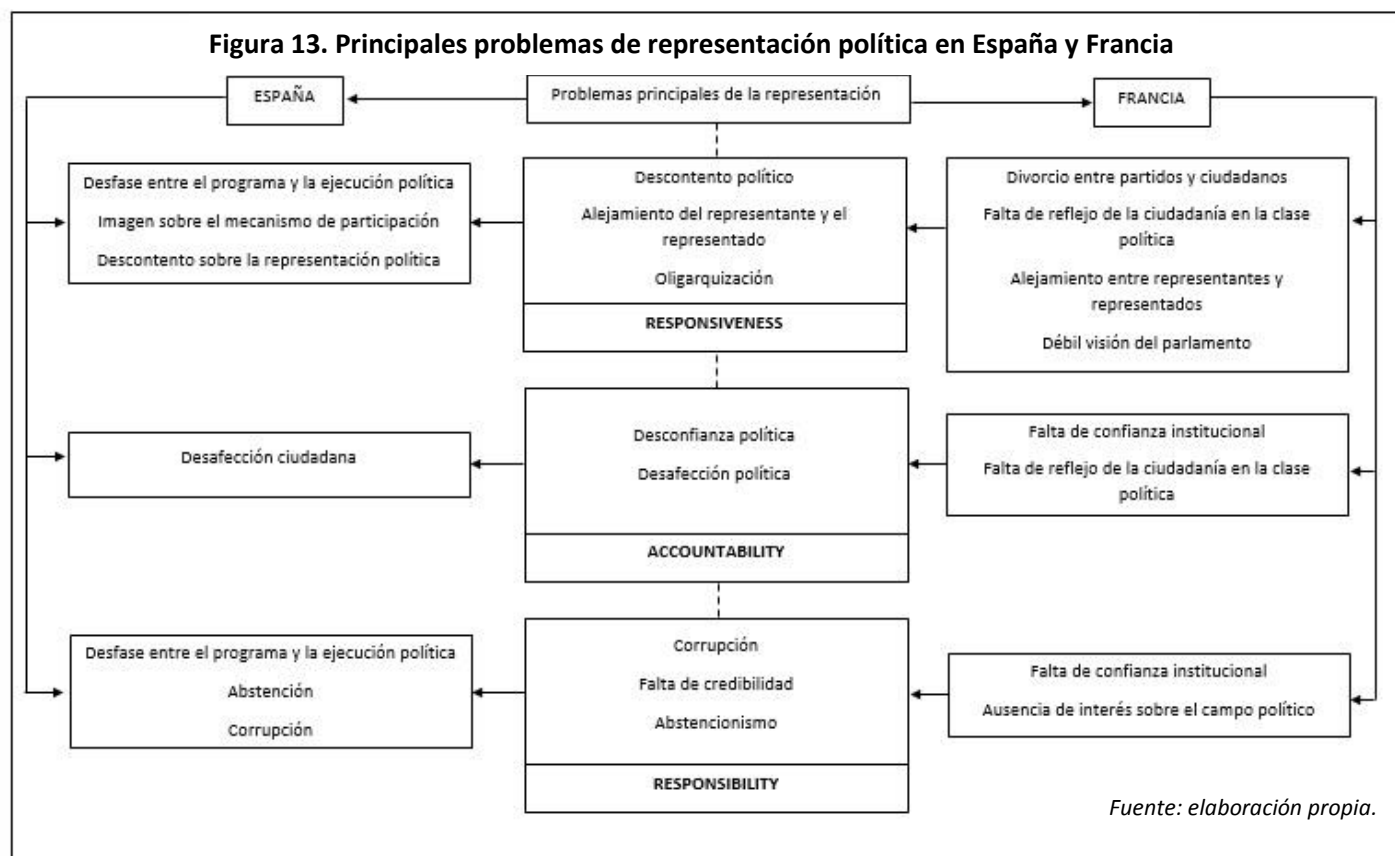 Figura 13. Principales problemas de representación política en España y Francia
ESPAÑA
Problemas principales de la representación
FRANCIA
Desfase entre el programa y la ejecución política
Imagen sobre el mecanismo de participación
Descontento sobre la representación política
Descontento político
Alejamiento del representante y el
representado
Oligarquización
RESPONSIVENESS
Divorcio entre partidos y ciudadanos
Falta de reflejo de la ciudadanía en la clase
política
Alejamiento entre representantes y
representados
Débil visión del parlamento
Desafección ciudadana
Desconfianza política
Desafección política
ACCOUNTABILITY
Falta de confianza institucional
Falta de reflejo de la ciudadanía en la clase
política
Desfase entre el programa y la ejecución política
Abstención
Corrupción
Corrupción
Falta de credibilidad
Abstencionismo
RESPONSIBILITY
Falta de confianza institucional
Ausencia de interés sobre el campo político
Fuente: elaboración propia.